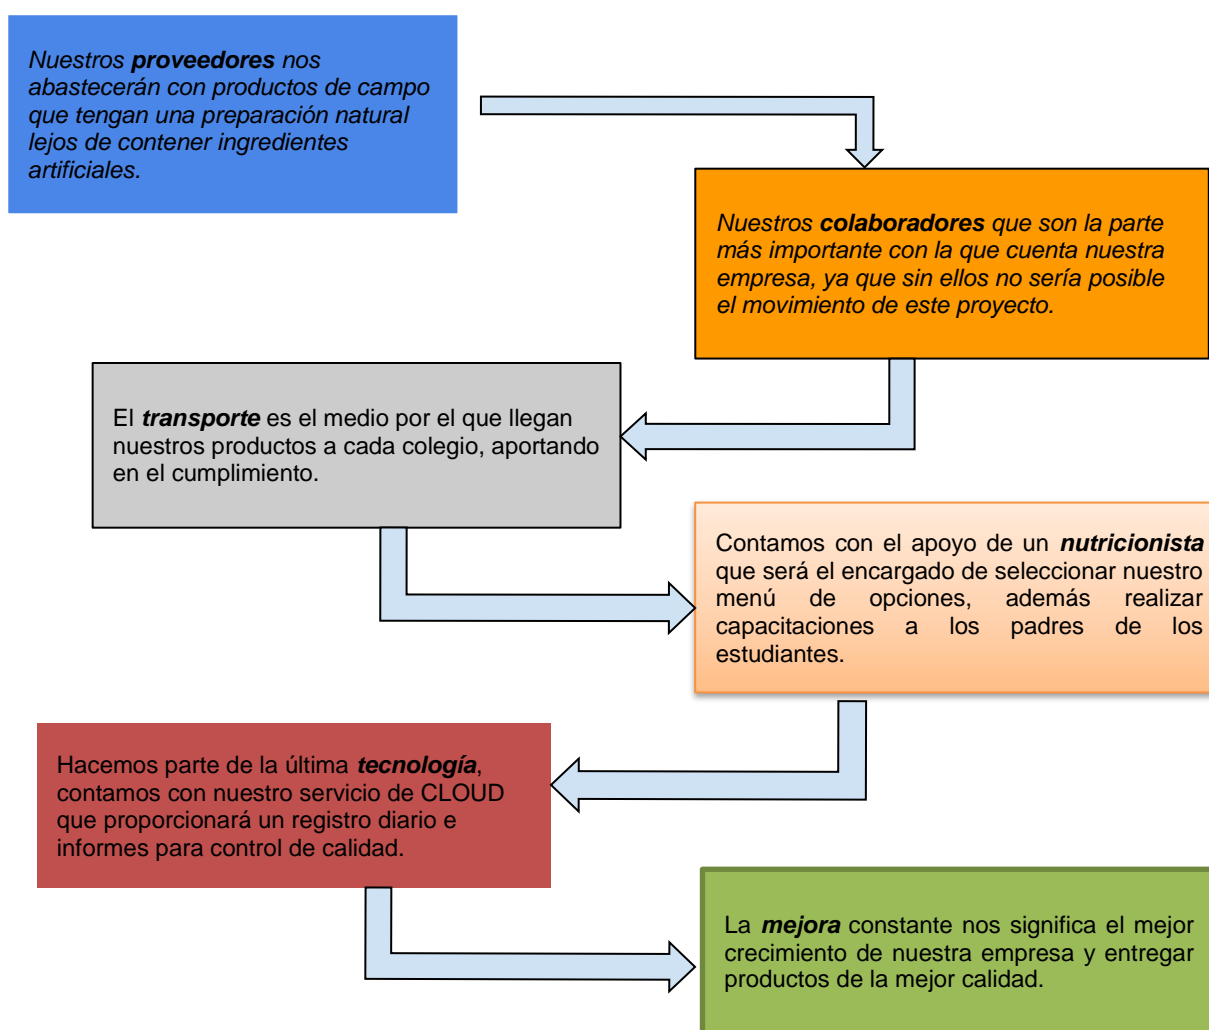 Nuestros proveedores nos
abastecerán con productos de campo
que tengan una preparación natural
lejos de contener ingredientes
artificiales.
Nuestros colaboradores que son la parte
más importante con la que cuenta nuestra
empresa, ya que sin ellos no sería posible
el movimiento de este proyecto.
El transporte es el medio por el que llegan
nuestros productos a cada colegio, aportando
en el cumplimiento.
Contamos con el apoyo de un nutricionista
que será el encargado de seleccionar nuestro
menú de opciones, además realizar
capacitaciones a los padres de los
estudiantes.
Hacemos parte de la última tecnología,
contamos con nuestro servicio de CLOUD
que proporcionará un registro diario e
informes para control de calidad.
La mejora constante nos significa el mejor
crecimiento de nuestra empresa y entregar
productos de la mejor calidad.